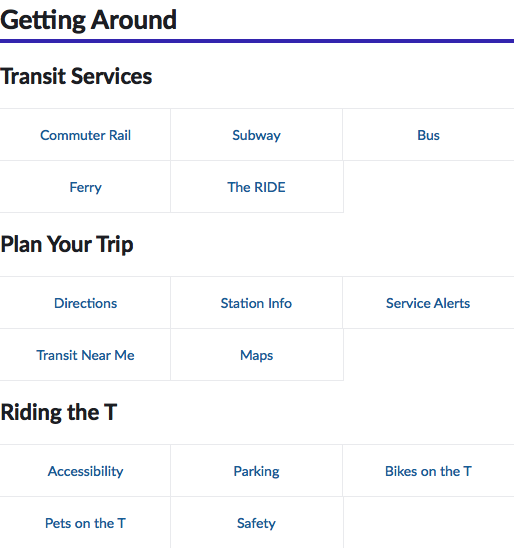 Getting Around
Transit Services
Commuter Rail Subway Bus
Ferry The RIDE
Plan Your Trip
Directions Station Info Service Alerts
Transit Near Me Maps
Riding the T
Accessibility Parking Bikes on the T
Pets on the T Safety